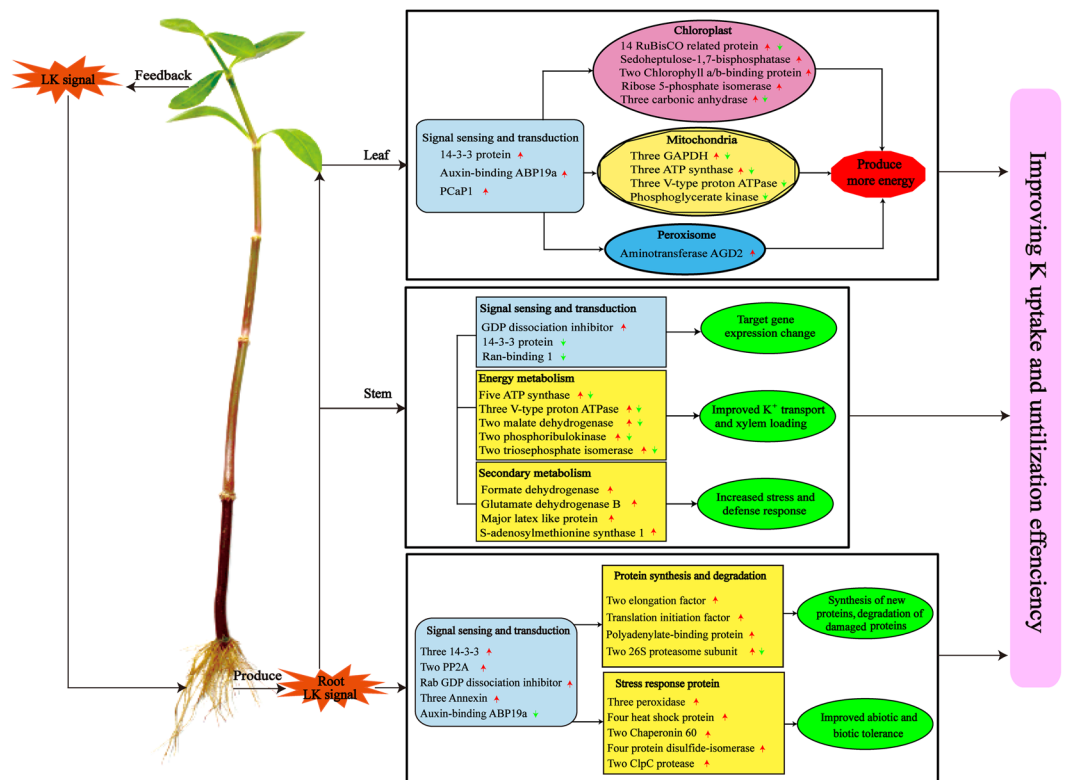 LK signal
Feedback
Leaf
Signal sensing and transduction
14-3-3 protein
Auxin-binding ABP19a
PCaP1
Chloroplast
14 RuBisCO related protein
Sedoheptulose-1,7-bisphosphatase
Two Chlorophyll a/b-binding protein
Ribose 5-phosphate isomerase
Three carbonic anhydrase
Mitochondria
Three GAPDH
Three ATP synthase
Three V-type proton ATPase
Phosphoglycerate kinase
Peroxisome
Aminotransferase AGD2
Produce
more energy
Stem
Signal sensing and transduction
GDP dissociation inhibitor
14-3-3 protein
Ran-binding 1
Target gene
expression change
Energy metabolism
Five ATP synthase
Three V-type proton ATPase
Two malate dehydrogenase
Two phosphoribulokinase
Two triosephosphate isomerase
Improved K⁺ transport
and xylem loading
Secondary metabolism
Formate dehydrogenase
Glutamate dehydrogenase B
Major latex like protein
S-adenosylmethionine synthase 1
Increased stress and
defense response
Produce
Root
LK signal
Signal sensing and transduction
Three 14-3-3
Two PP2A
Rab GDP dissociation inhibitor
Three Annexin
Auxin-binding ABP19a
Protein synthesis and degradation
Two elongation factor
Translation initiation factor
Polyadenylate-binding protein
Two 26S proteasome subunit
Synthesis of new
proteins, degradation of
damaged proteins
Stress response protein
Three peroxidase
Four heat shock protein
Two Chaperonin 60
Four protein disulfide-isomerase
Two ClpC protease
Improved abiotic and
biotic tolerance
Improving K uptake and untilization effenciency